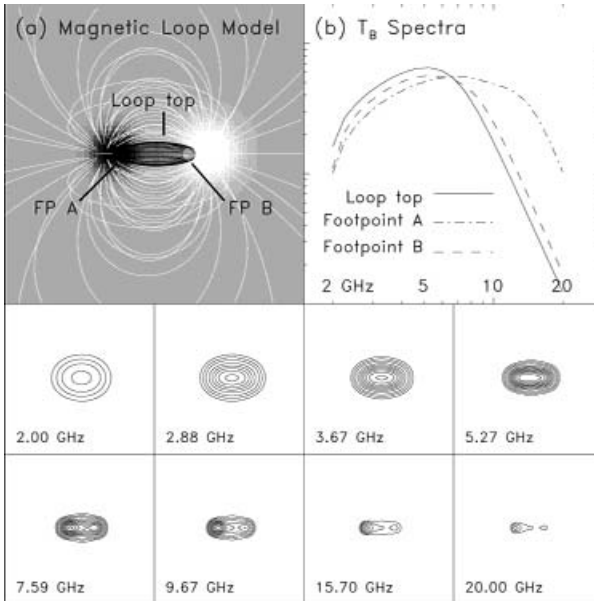 (a) Magnetic Loop Model
Loop top
FP A
FP B
(b) T_B Spectra
Loop top
Footpoint A
Footpoint B
2 GHz 5 10 20
2.00 GHz 2.88 GHz 3.67 GHz 5.27 GHz
7.59 GHz 9.67 GHz 15.70 GHz 20.00 GHz